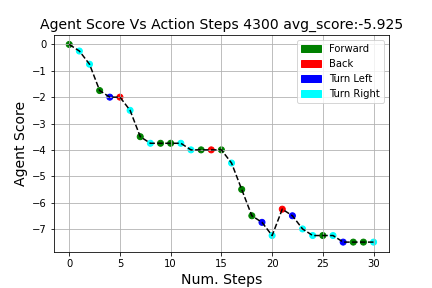 Agent Score Vs Action Steps 4300 avg_score:-5.925
Forward
Back
Turn Left
Turn Right
Agent Score
0
−1
−2
−3
−4
−5
−6
−7
0 5 10 15 20 25 30
Num. Steps